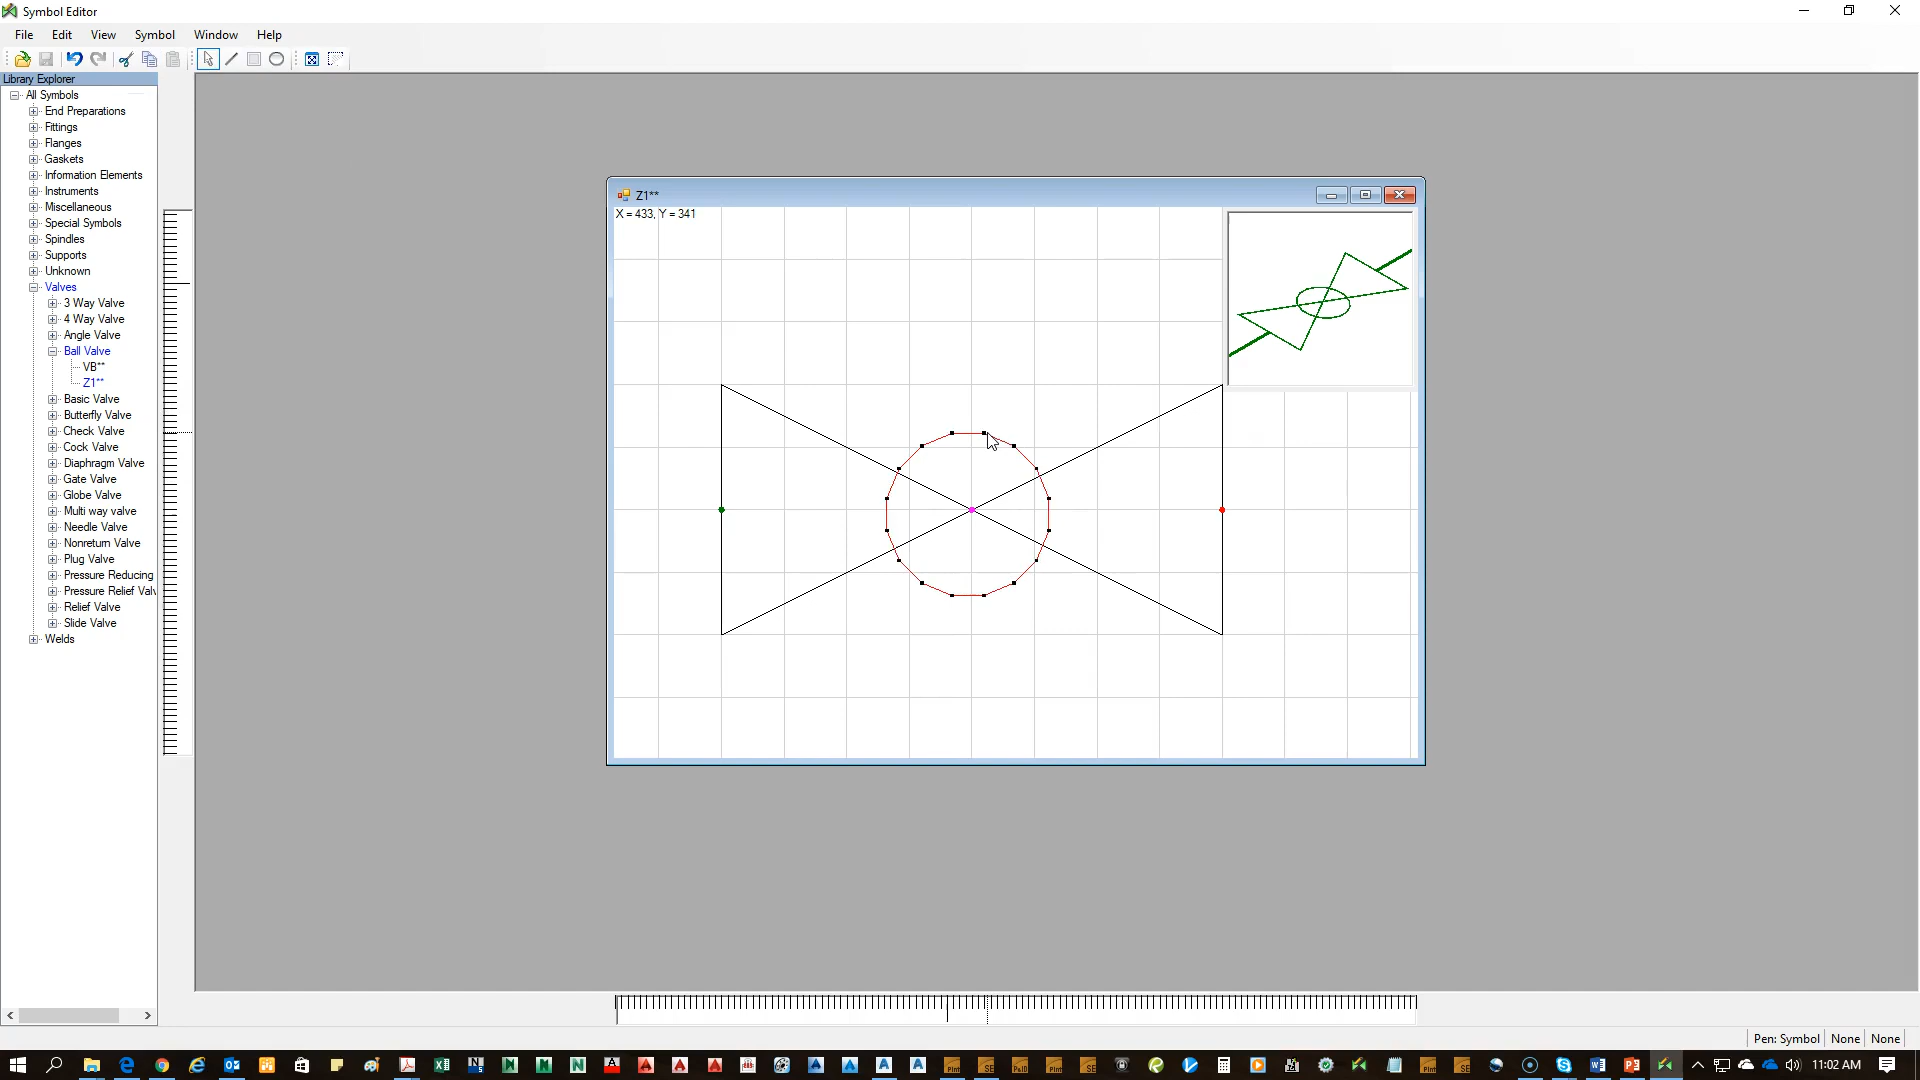 Symbol Editor
File Edit View Symbol Window Help
Library Explorer
All Symbols
End Preparations
Fittings
Flanges
Gaskets
Information Elements
Instruments
Miscellaneous
Special Symbols
Spindles
Supports
Unknown
Valves
3 Way Valve
4 Way Valve
Angle Valve
Ball Valve
VB**
Z1**
Basic Valve
Butterfly Valve
Check Valve
Cock Valve
Diaphragm Valve
Gate Valve
Globe Valve
Multi way valve
Needle Valve
Nonreturn Valve
Plug Valve
Pressure Reducing
Pressure Relief Valv
Relief Valve
Slide Valve
Welds
Z1**
X = 433, Y = 341
Pen: Symbol None None
11:02 AM